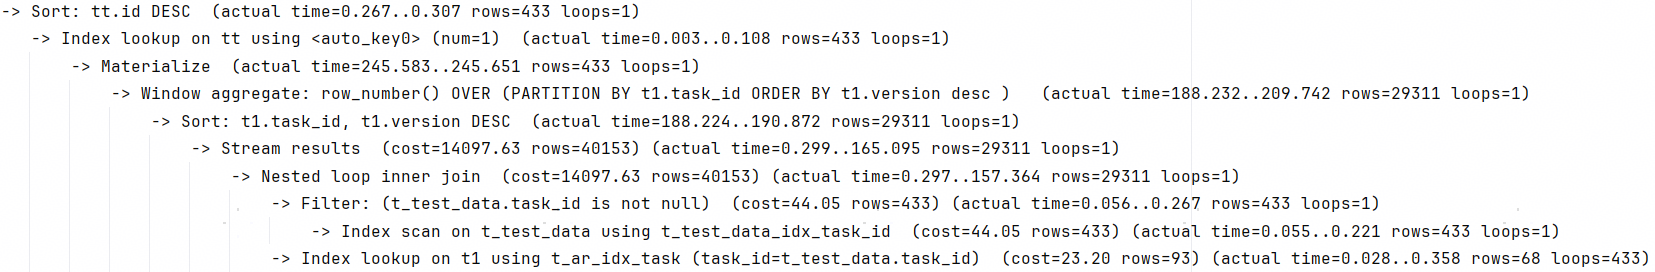 -> Sort: tt.id DESC  (actual time=0.267..0.307 rows=433 loops=1)
-> Index lookup on tt using <auto_key0> (num=1)  (actual time=0.003..0.108 rows=433 loops=1)
-> Materialize  (actual time=245.583..245.651 rows=433 loops=1)
-> Window aggregate: row_number() OVER (PARTITION BY t1.task_id ORDER BY t1.version desc )   (actual time=188.232..209.742 rows=29311 loops=1)
-> Sort: t1.task_id, t1.version DESC  (actual time=188.224..190.872 rows=29311 loops=1)
-> Stream results  (cost=14097.63 rows=40153) (actual time=0.299..165.095 rows=29311 loops=1)
-> Nested loop inner join  (cost=14097.63 rows=40153) (actual time=0.297..157.364 rows=29311 loops=1)
-> Filter: (t_test_data.task_id is not null)  (cost=44.05 rows=433) (actual time=0.056..0.267 rows=433 loops=1)
-> Index scan on t_test_data using t_test_data_idx_task_id  (cost=44.05 rows=433) (actual time=0.055..0.221 rows=433 loops=1)
-> Index lookup on t1 using t_ar_idx_task (task_id=t_test_data.task_id)  (cost=23.20 rows=93) (actual time=0.028..0.358 rows=68 loops=433)